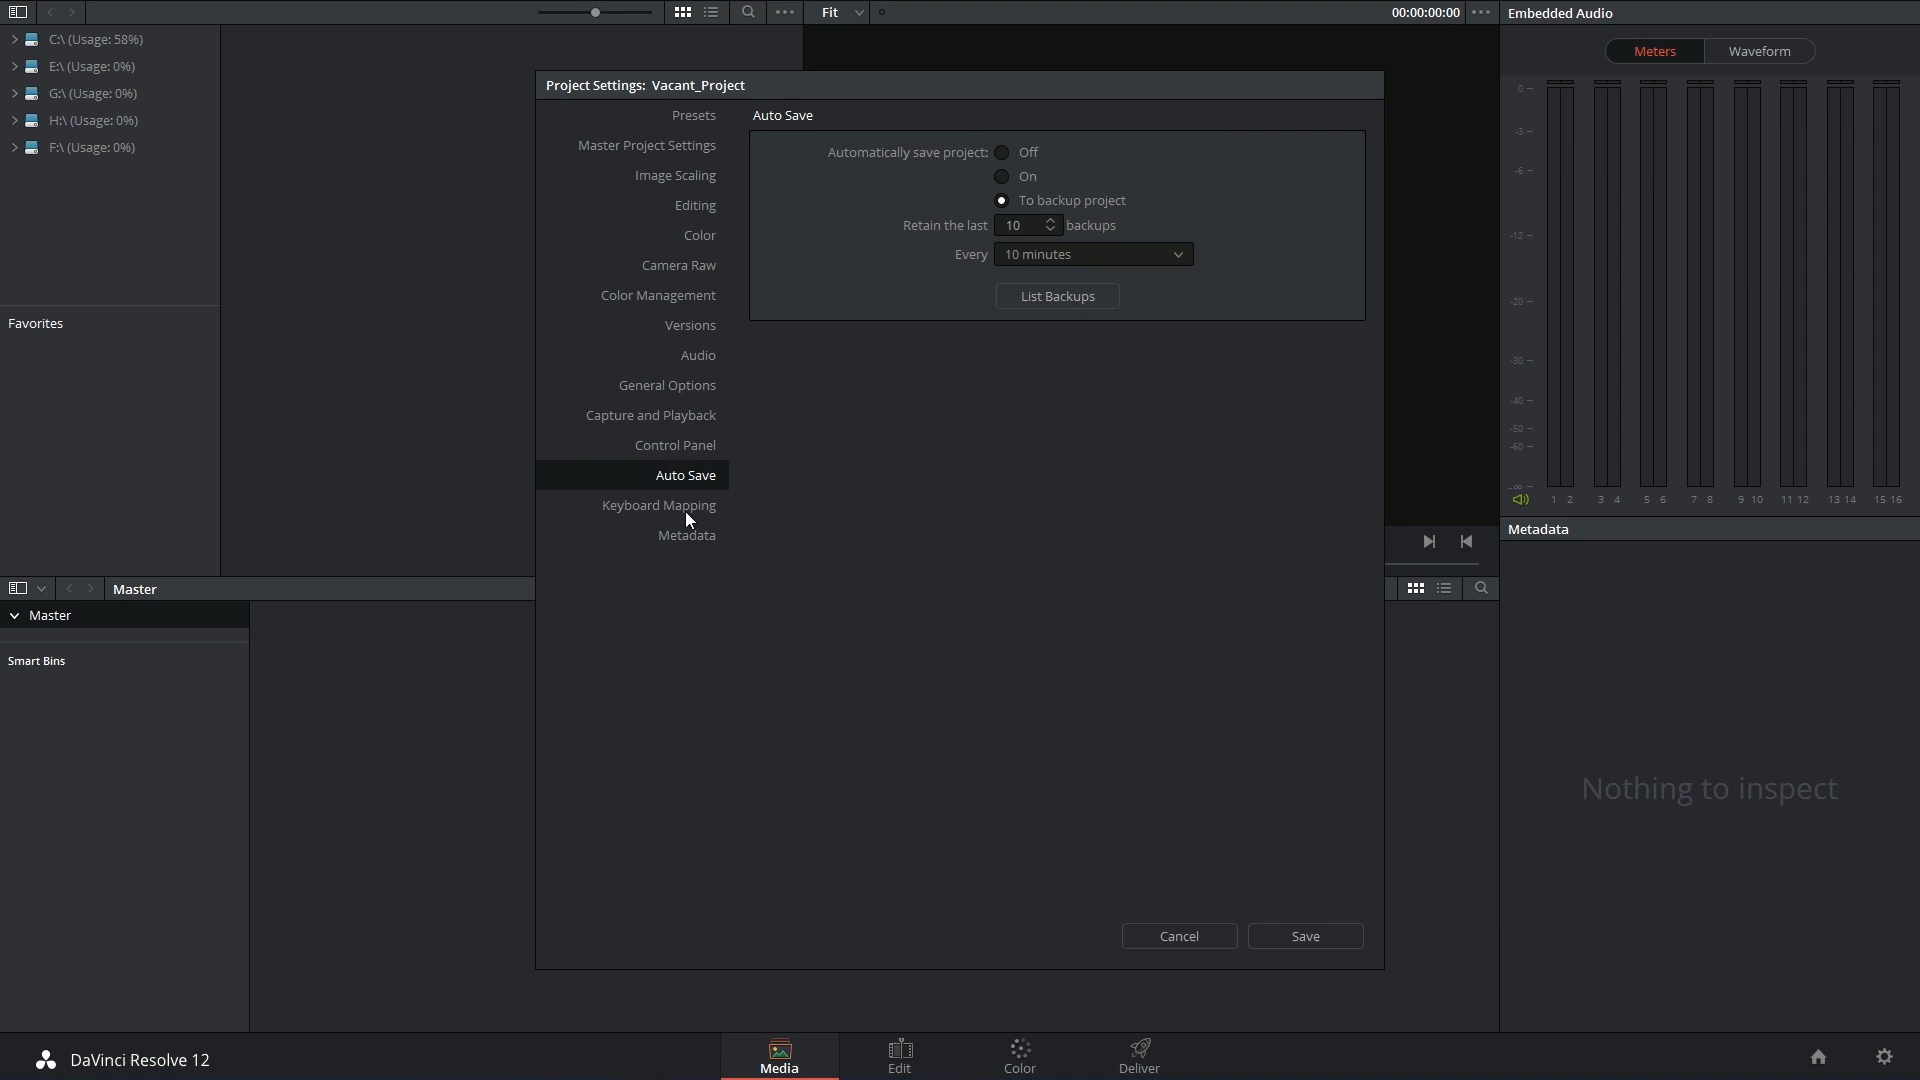 Fit
00:00:00:00
Embedded Audio
C:\ (Usage: 58%)
E:\ (Usage: 0%)
G:\ (Usage: 0%)
H:\ (Usage: 0%)
F:\ (Usage: 0%)
Favorites
Project Settings: Vacant_Project
Presets
Master Project Settings
Image Scaling
Editing
Color
Camera Raw
Color Management
Versions
Audio
General Options
Capture and Playback
Control Panel
Auto Save
Keyboard Mapping
Metadata
Auto Save
Automatically save project: Off
On
To backup project
Retain the last 10 backups
Every 10 minutes
List Backups
Cancel Save
Meters Waveform
0
-3
-6
-12
-20
-30
-40
-50
-60
-∞
1 2 3 4 5 6 7 8 9 10 11 12 13 14 15 16
Metadata
Nothing to inspect
Master
Master
Smart Bins
DaVinci Resolve 12
Media Edit Color Deliver